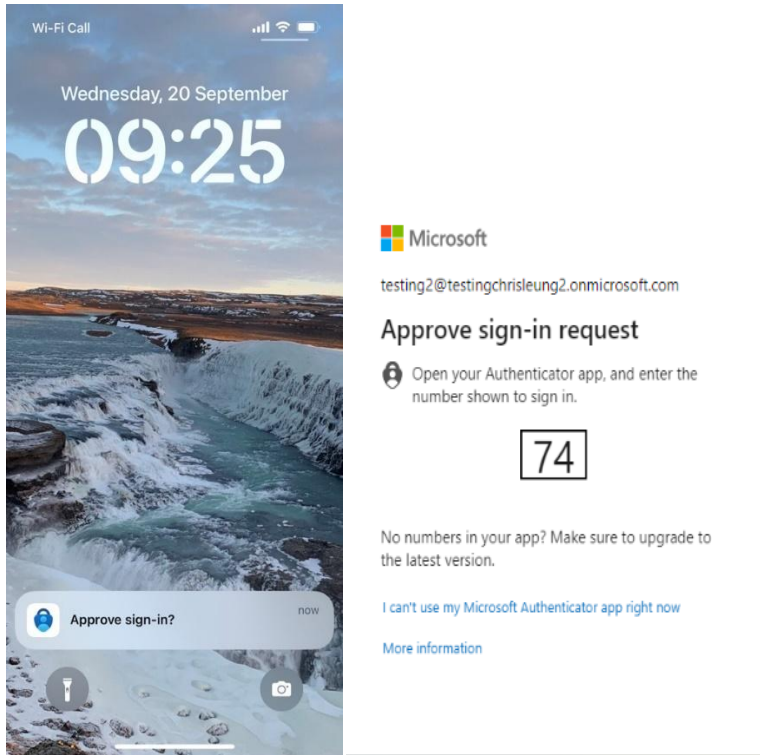 Wi-Fi Call
Wednesday, 20 September
09:25
Approve sign-in?
now
Microsoft
testing2@testingchrisleung2.onmicrosoft.com
Approve sign-in request
Open your Authenticator app, and enter the
number shown to sign in.
74
No numbers in your app? Make sure to upgrade to
the latest version.
I can't use my Microsoft Authenticator app right now
More information